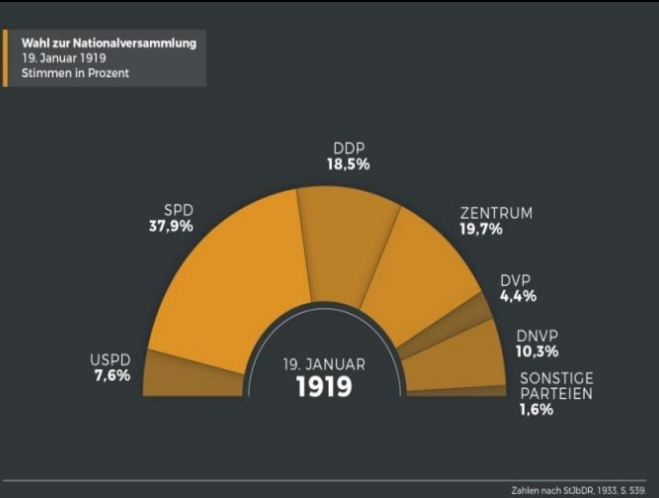 Wahl zur Nationalversammlung
19. Januar 1919
Stimmen in Prozent
DDP
18,5%
SPD
37,9%
ZENTRUM
19,7%
DVP
4,4%
DNVP
10,3%
USPD
7,6%
SONSTIGE
PARTEIEN
1,6%
19. JANUAR
1919
Zahlen nach StJbDR, 1933, S. 539.